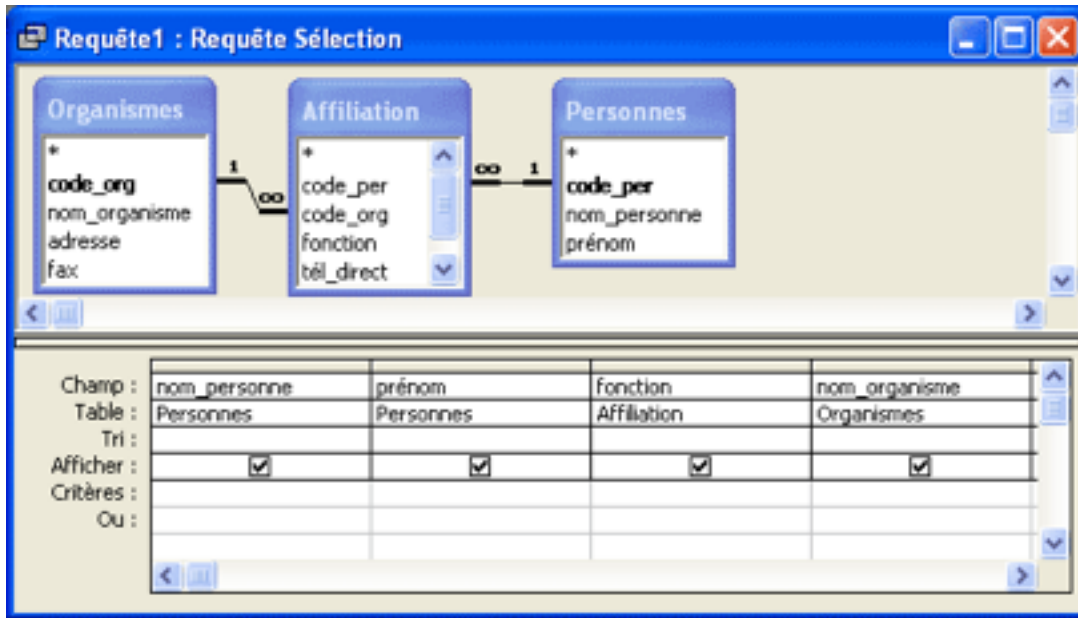 Requête1 : Requête Sélection
Organismes
*
code_org
nom_organisme
adresse
fax
1
∞
Affiliation
*
code_per
code_org
fonction
tél_direct
∞
1
Personnes
*
code_per
nom_personne
prénom
Champ : nom_personne prénom fonction nom_organisme
Table : Personnes Personnes Affiliation Organismes
Tri :
Afficher :
Critères :
Ou :